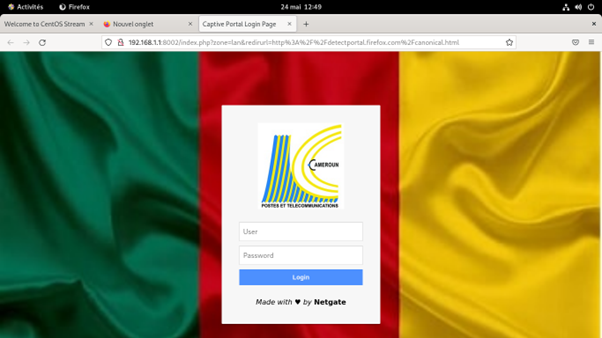 Activités
Firefox
24 mai 12:49
Welcome to CentOS Stream
Nouvel onglet
Captive Portal Login Page
192.168.1.1:8002/index.php?zone=lan&redirurl=http%3A%2F%2Fdetectportal.firefox.com%2Fcanonical.html
CAMEROUN
POSTES ET TELECOMMUNICATIONS
User
Password
Login
Made with ♥ by Netgate